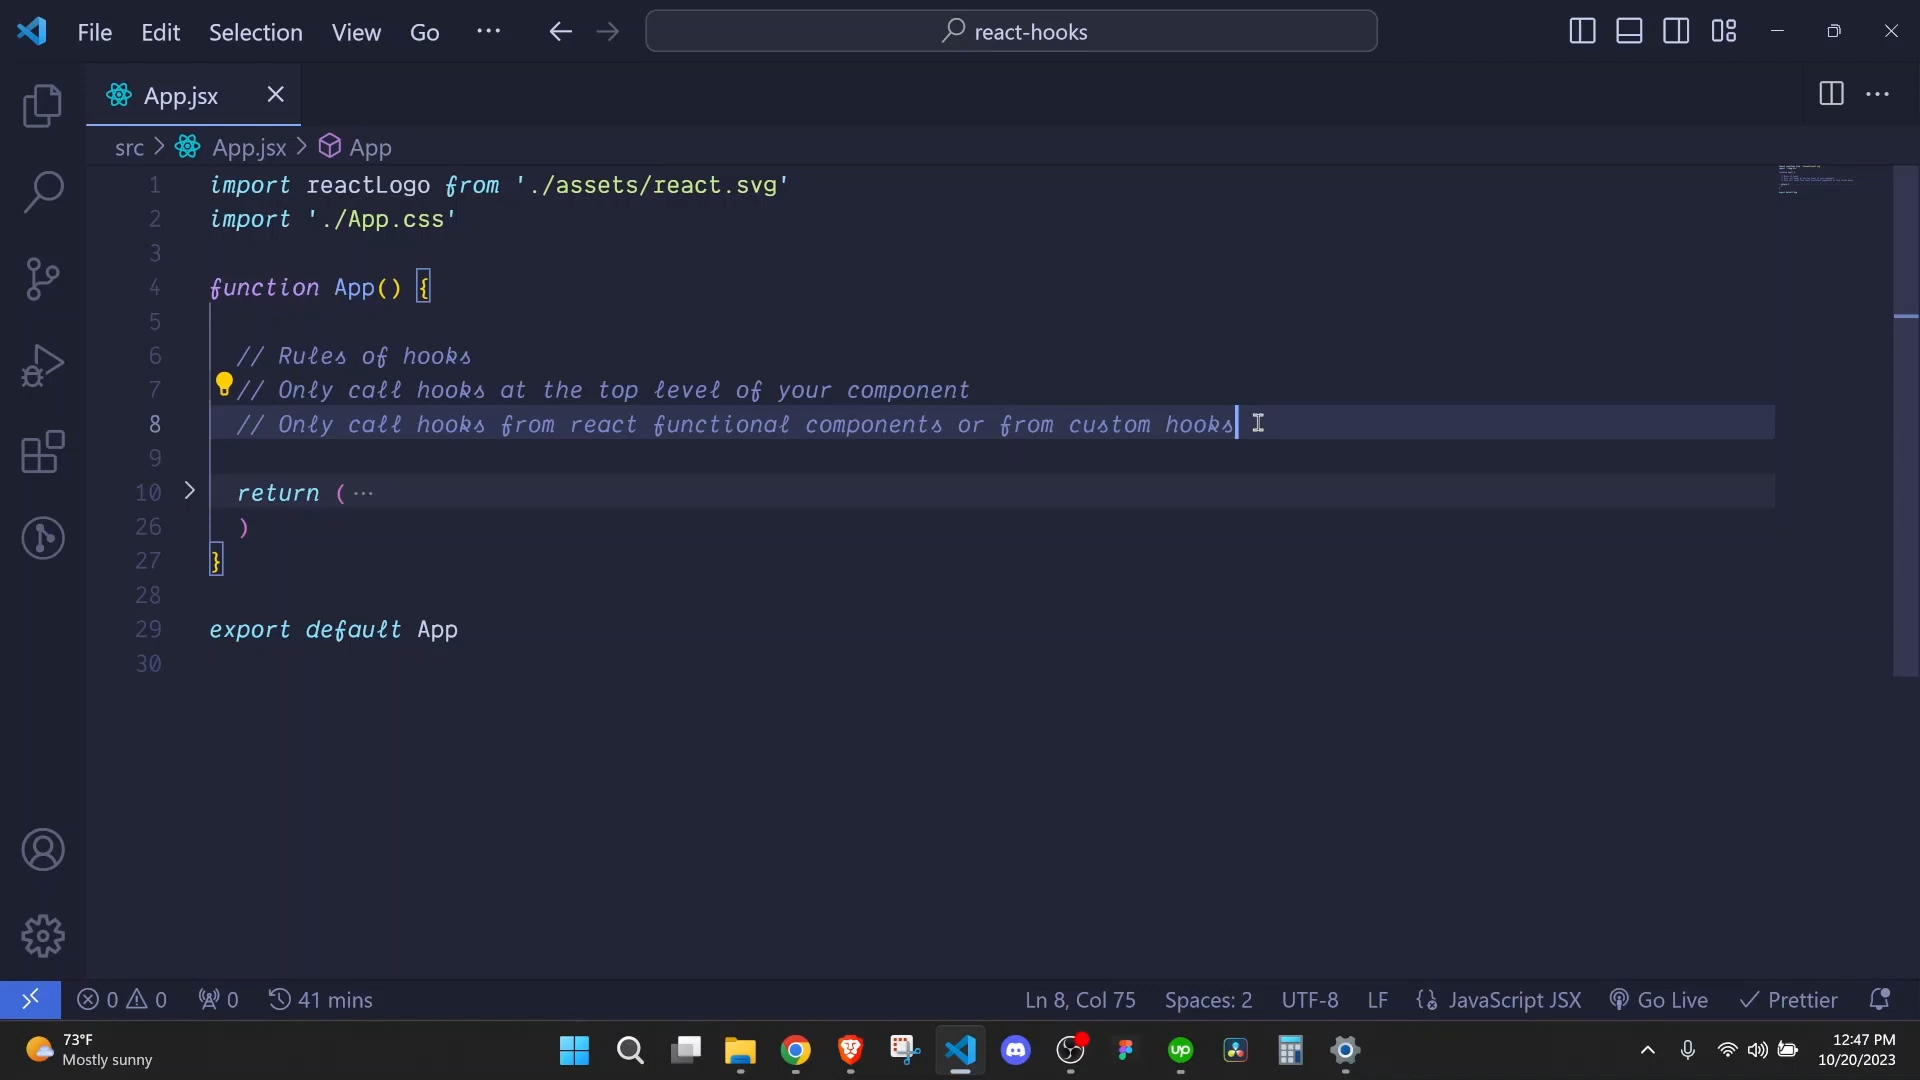 File Edit Selection View Go ··· react-hooks
App.jsx
src > App.jsx > App
1 import reactLogo from './assets/react.svg'
2 import './App.css'
3
4 function App() {
5
6 // Rules of hooks
7 // Only call hooks at the top level of your component
8 // Only call hooks from react functional components or from custom hooks
9
10 return (···
26 )
27 }
28
29 export default App
30
0 0 0 41 mins Ln 8, Col 75 Spaces: 2 UTF-8 LF JavaScript JSX Go Live Prettier
73°F
Mostly sunny
up
12:47 PM
10/20/2023